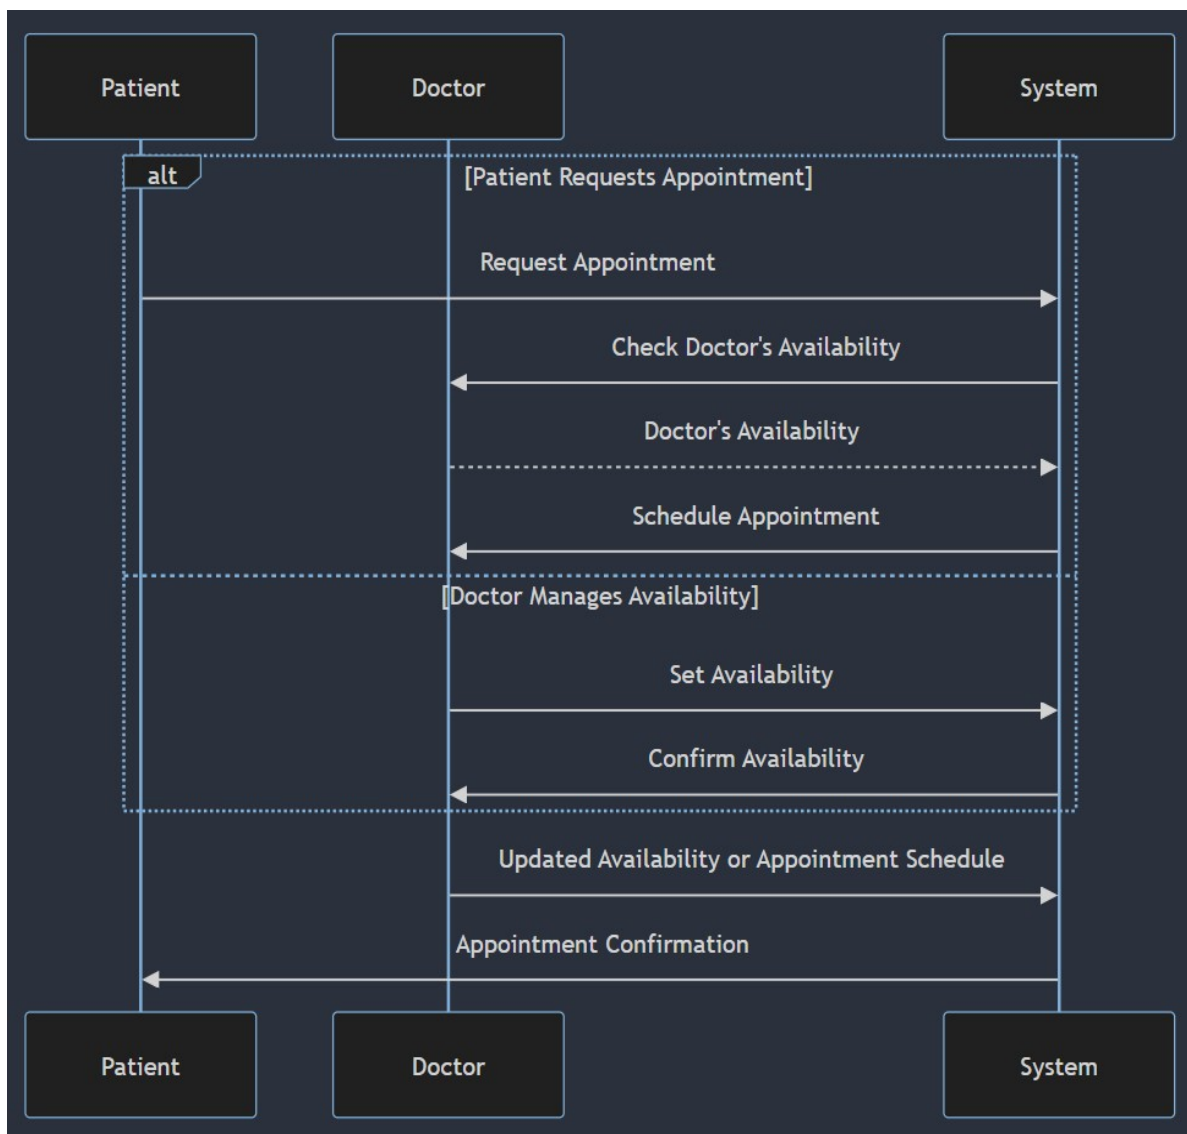 Patient
Doctor
System
alt
[Patient Requests Appointment]
Request Appointment
Check Doctor's Availability
Doctor's Availability
Schedule Appointment
[Doctor Manages Availability]
Set Availability
Confirm Availability
Updated Availability or Appointment Schedule
Appointment Confirmation
Patient
Doctor
System